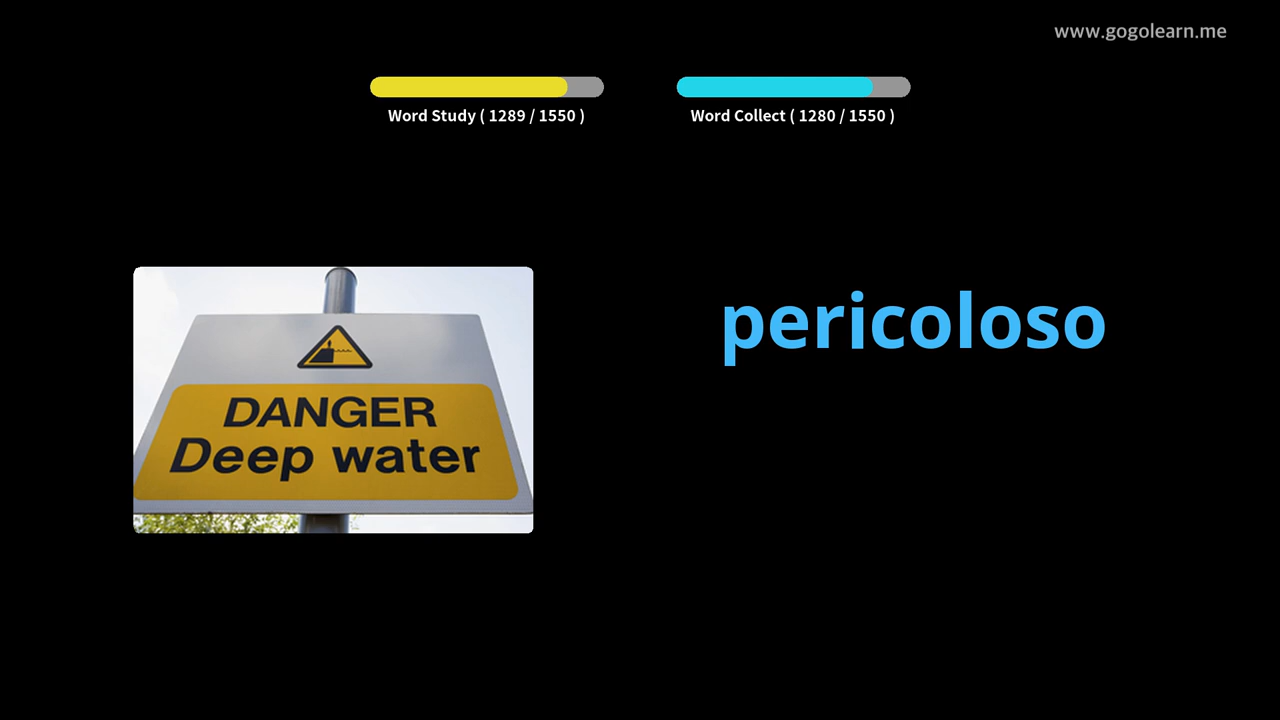 www.gogolearn.me
Word Study ( 1289 / 1550 )
Word Collect ( 1280 / 1550 )
pericoloso
DANGER
Deep water